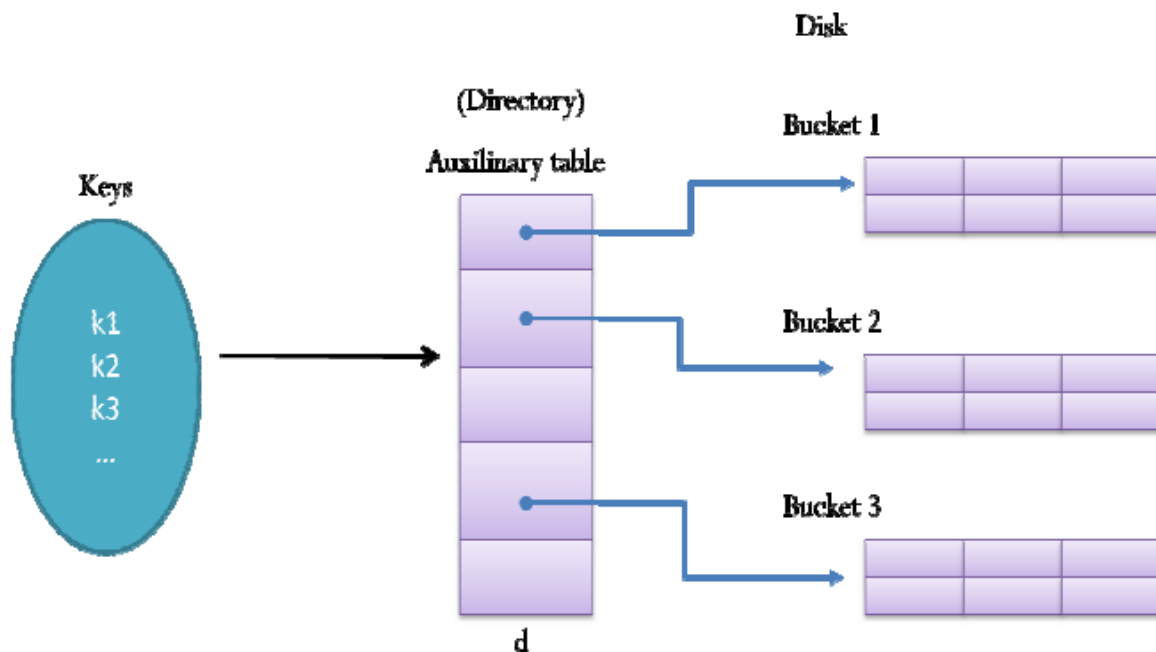 Disk
(Directory)
Auxilinary table
Keys
k1
k2
k3
...
d
Bucket 1
Bucket 2
Bucket 3